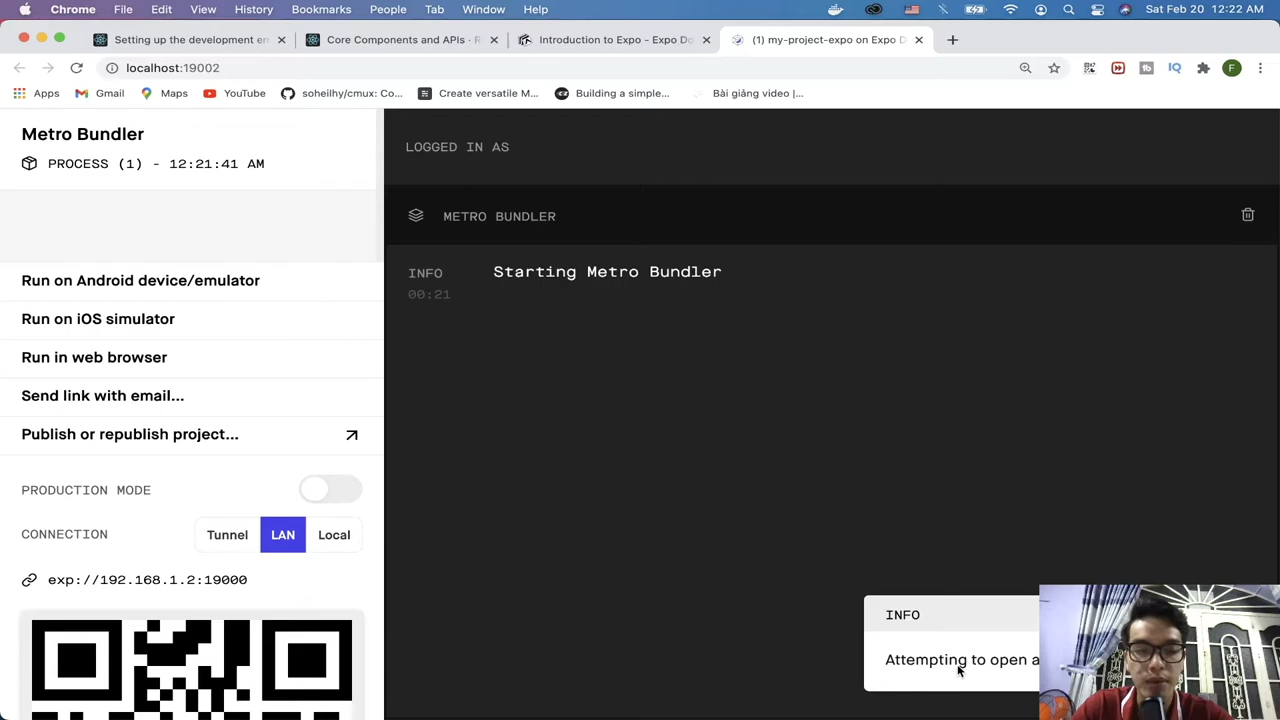 Chrome File Edit View History Bookmarks People Tab Window Help Sat Feb 20 12:22 AM
Setting up the development en
Core Components and APIs · R
Introduction to Expo - Expo Do
(1) my-project-expo on Expo D
localhost:19002
F
Apps Gmail Maps YouTube soheilhy/cmux: Co... Create versatile M... Building a simple... Bài giảng video |...
Metro Bundler
PROCESS (1) - 12:21:41 AM
Run on Android device/emulator
Run on iOS simulator
Run in web browser
Send link with email...
Publish or republish project...
PRODUCTION MODE
CONNECTION Tunnel LAN Local
exp://192.168.1.2:19000
LOGGED IN AS
METRO BUNDLER
INFO Starting Metro Bundler
00:21
INFO
Attempting to open a